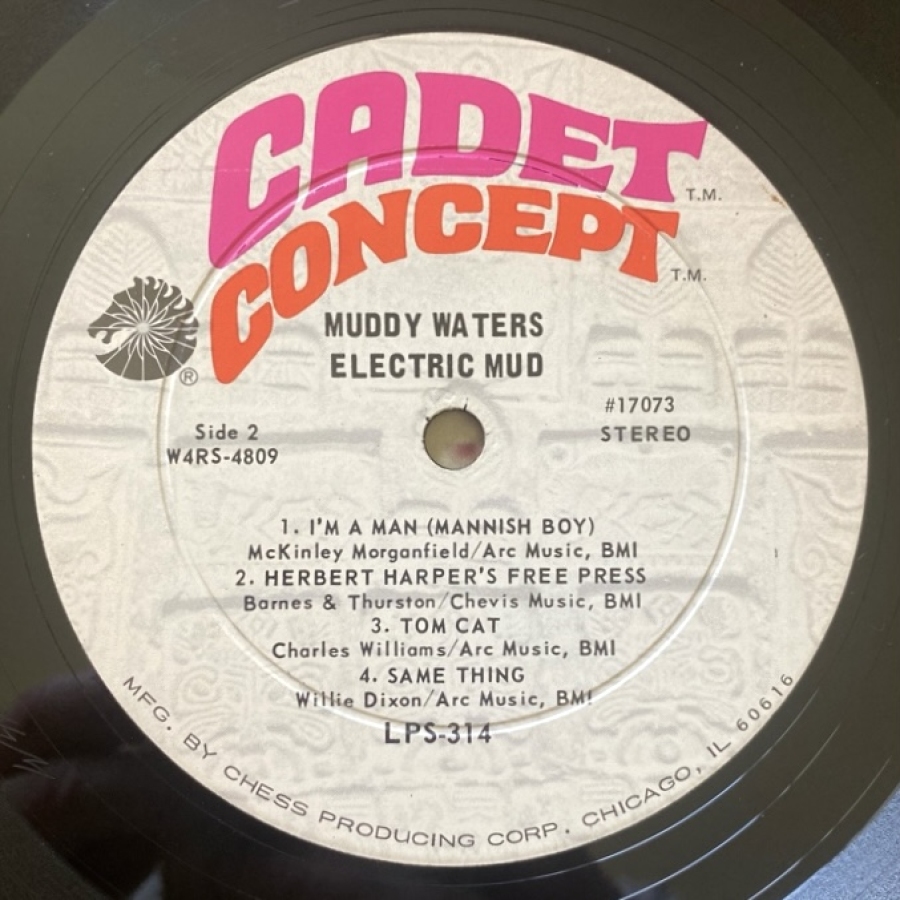 CADET T.M.
CONCEPT T.M.
MUDDY WATERS
ELECTRIC MUD
®
Side 2
W4RS-4809
#17073
STEREO
1. I'M A MAN (MANNISH BOY)
McKinley Morganfield/Arc Music, BMI
2. HERBERT HARPER'S FREE PRESS
Barnes & Thurston/Chevis Music, BMI
3. TOM CAT
Charles Williams/Arc Music, BMI
4. SAME THING
Willie Dixon/Arc Music, BMI
LPS-314
MFG. BY CHESS PRODUCING CORP. CHICAGO, IL 60616